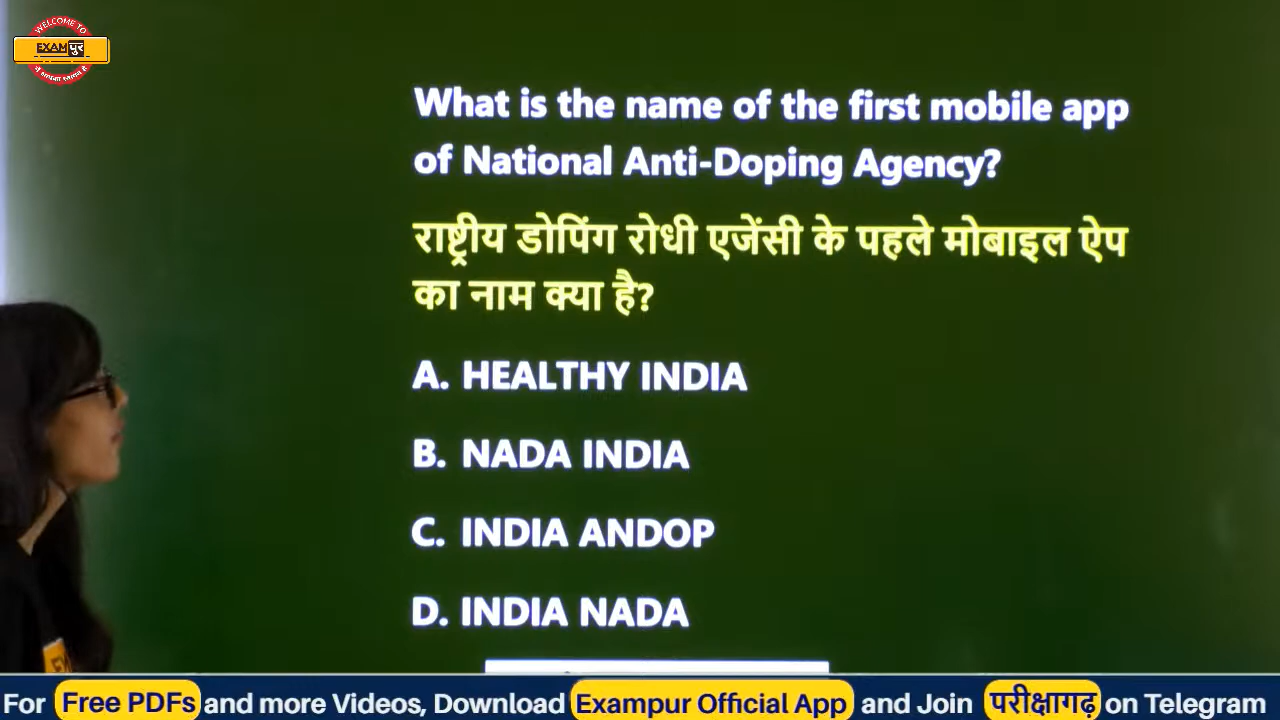 WELCOME TO
EXAMपुर
What is the name of the first mobile app
of National Anti-Doping Agency?
राष्ट्रीय डोपिंग रोधी एजेंसी के पहले मोबाइल ऐप
का नाम क्या है?
A. HEALTHY INDIA
B. NADA INDIA
C. INDIA ANDOP
D. INDIA NADA
For Free PDFs and more Videos, Download Exampur Official App and Join परीक्षागढ़ on Telegram